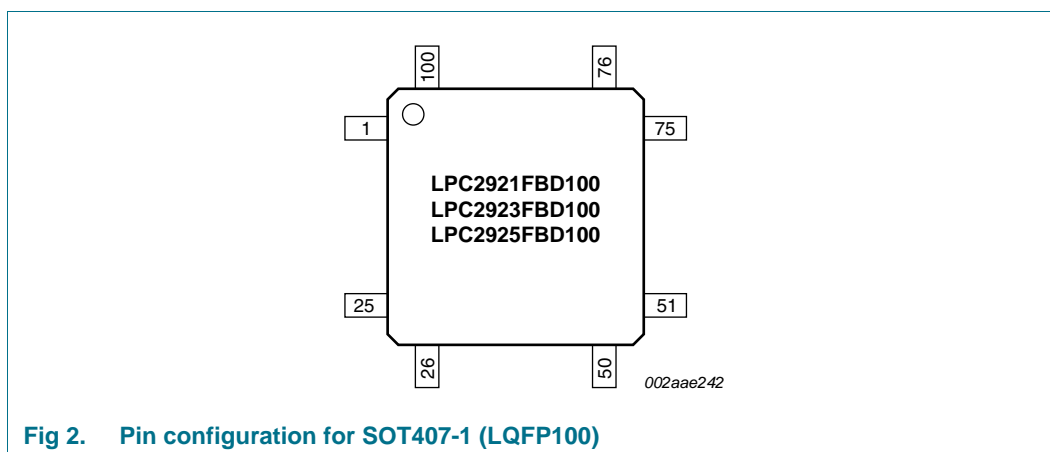 100
76
1
75
LPC2921FBD100
LPC2923FBD100
LPC2925FBD100
25
51
26
50
002aae242
Fig 2. Pin configuration for SOT407-1 (LQFP100)